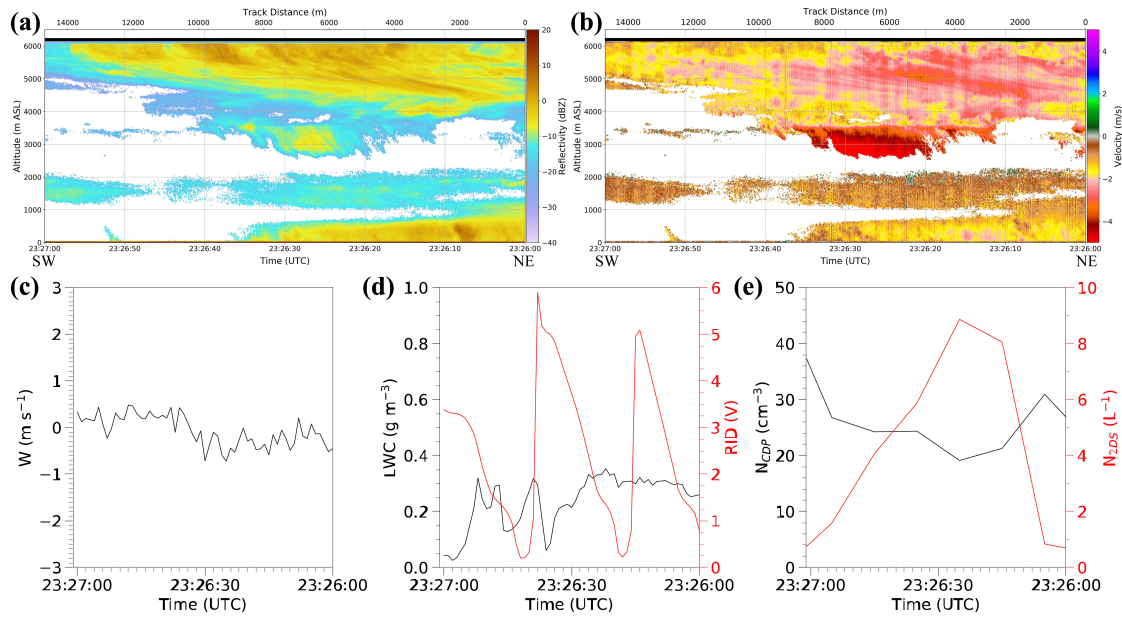 (a)
Track Distance (m)
14000 12000 10000 8000 6000 4000 2000 0
Altitude (m ASL)
6000
5000
4000
3000
2000
1000
0
23:27:00 23:26:50 23:26:40 23:26:30 23:26:20 23:26:10 23:26:00
SW Time (UTC) NE
20
10
0
−10
−20
−30
−40
Reflectivity (dBZ)
(b)
Track Distance (m)
14000 12000 10000 8000 6000 4000 2000 0
Altitude (m ASL)
6000
5000
4000
3000
2000
1000
0
23:27:00 23:26:50 23:26:40 23:26:30 23:26:20 23:26:10 23:26:00
SW Time (UTC) NE
4
2
0
−2
−4
Velocity (m/s)
(c)
W (m s⁻¹)
3
2
1
0
−1
−2
−3
23:27:00 23:26:30 23:26:00
Time (UTC)
(d)
LWC (g m⁻³)
1.0
0.8
0.6
0.4
0.2
0.0
6
5
4
3
2
1
0
RID (V)
23:27:00 23:26:30 23:26:00
Time (UTC)
(e)
N_CDP (cm⁻³)
50
40
30
20
10
0
10
8
6
4
2
0
N_2DS (L⁻¹)
23:27:00 23:26:30 23:26:00
Time (UTC)